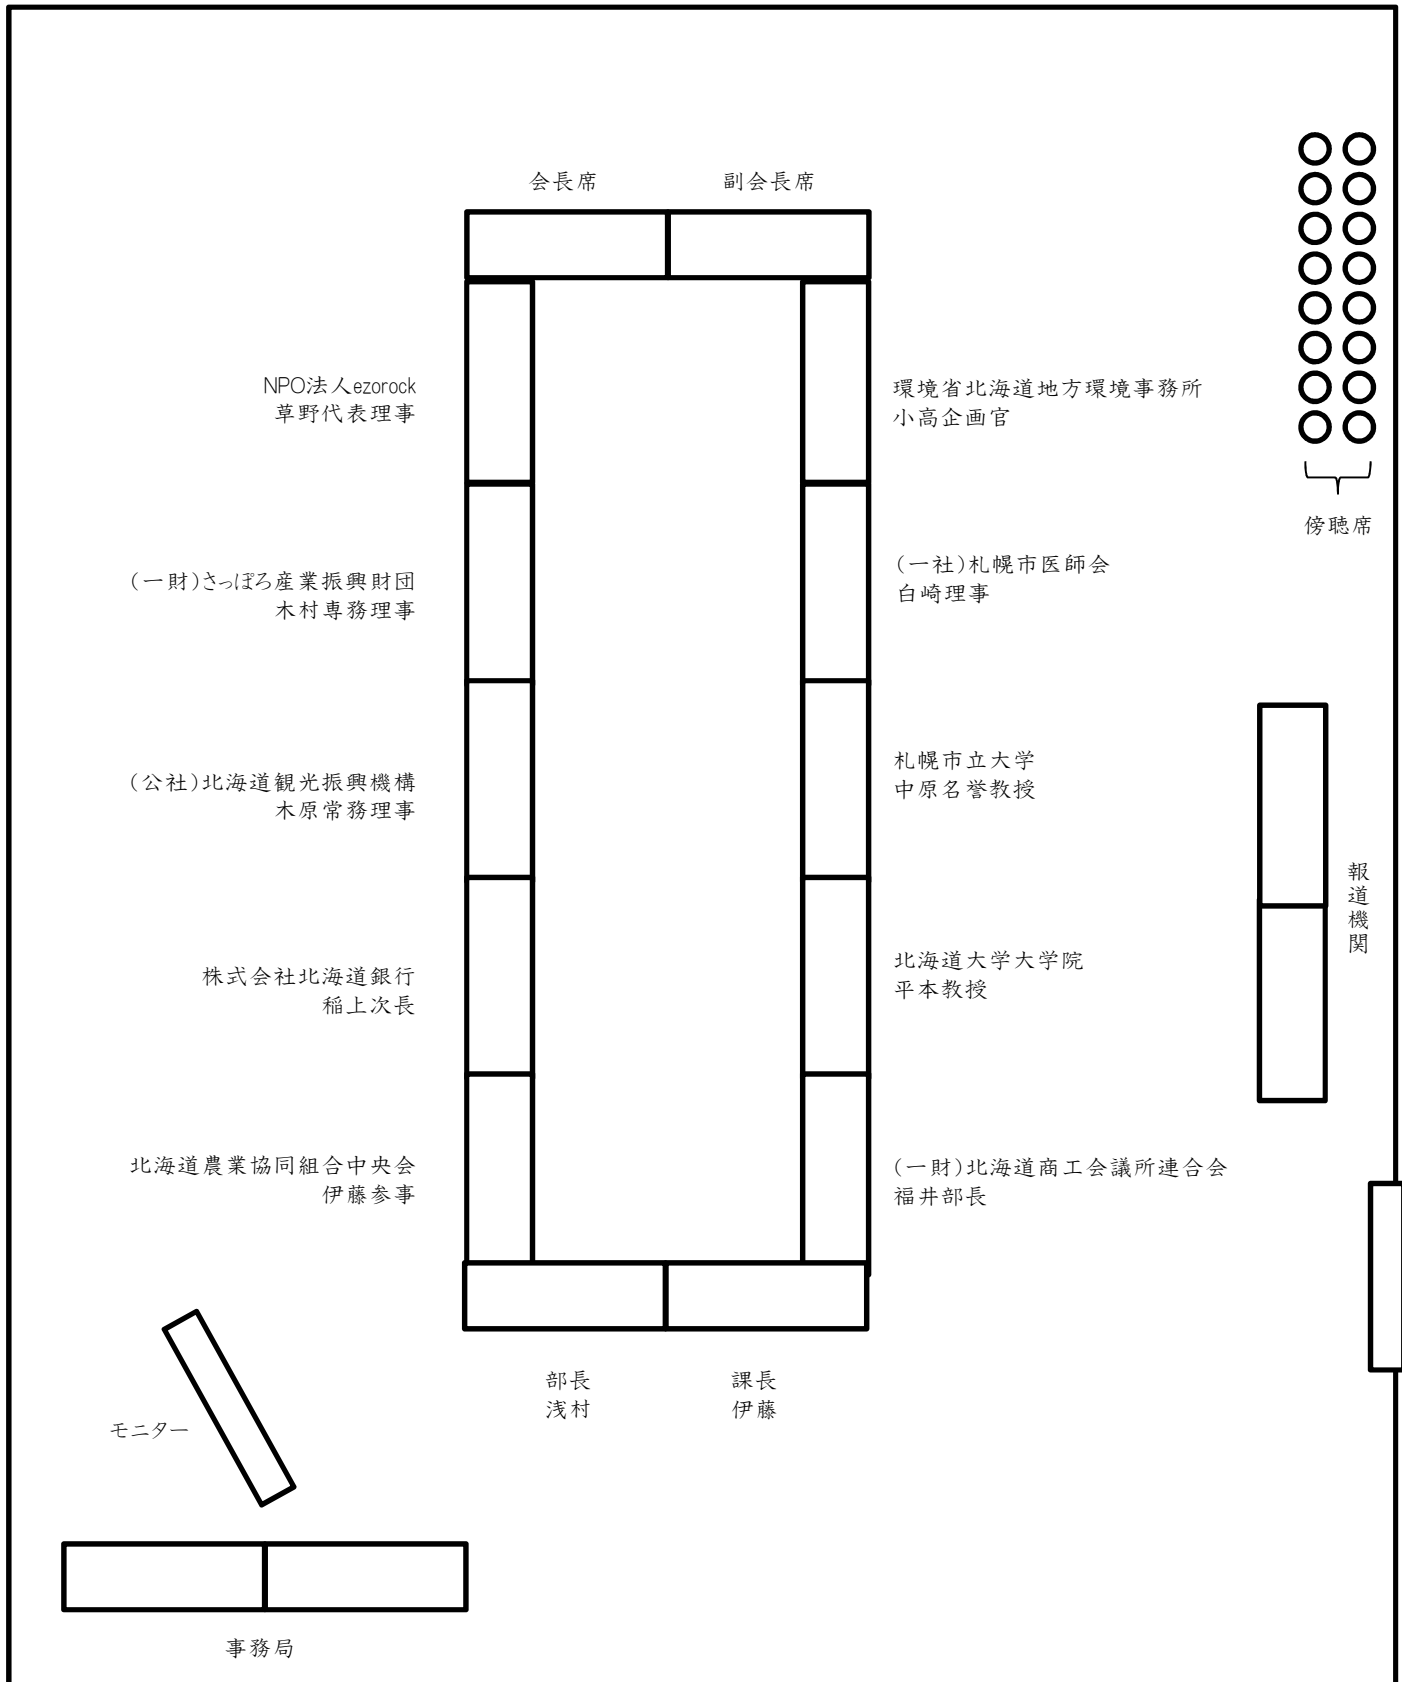 会長席
副会長席
NPO法人ezorock
草野代表理事
環境省北海道地方環境事務所
小高企画官
傍聴席
(一財)さっぽろ産業振興財団
木村専務理事
(一社)札幌市医師会
白崎理事
(公社)北海道観光振興機構
木原常務理事
札幌市立大学
中原名誉教授
報道機関
株式会社北海道銀行
稲上次長
北海道大学大学院
平本教授
北海道農業協同組合中央会
伊藤参事
(一財)北海道商工会議所連合会
福井部長
部長
浅村
課長
伊藤
モニター
事務局